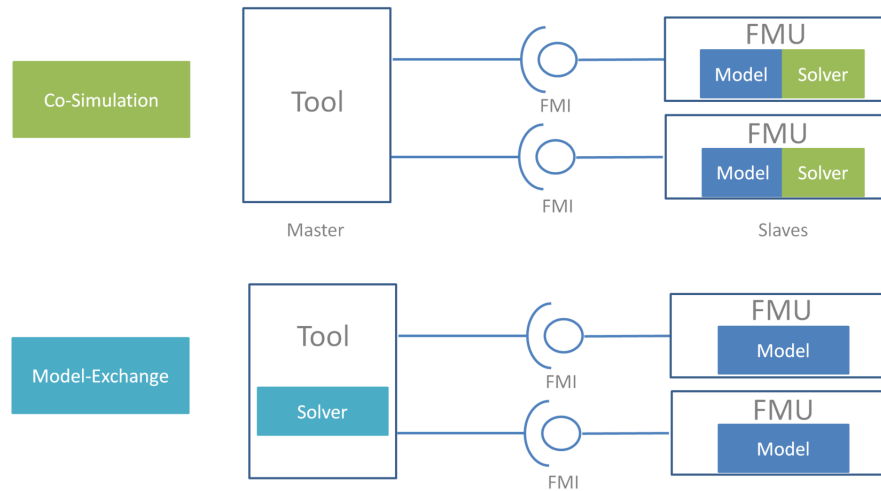 FMU
Model Solver
Co-Simulation
Tool
FMI
FMU
Model Solver
FMI
Master
Slaves
Tool
FMU
Model
Model-Exchange
FMI
Solver
FMU
Model
FMI